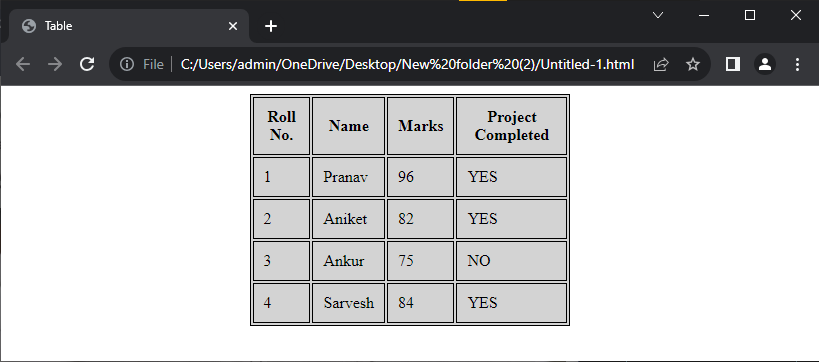 Table
File C:/Users/admin/OneDrive/Desktop/New%20folder%20(2)/Untitled-1.html
Roll No. Name Marks Project Completed
1 Pranav 96 YES
2 Aniket 82 YES
3 Ankur 75 NO
4 Sarvesh 84 YES